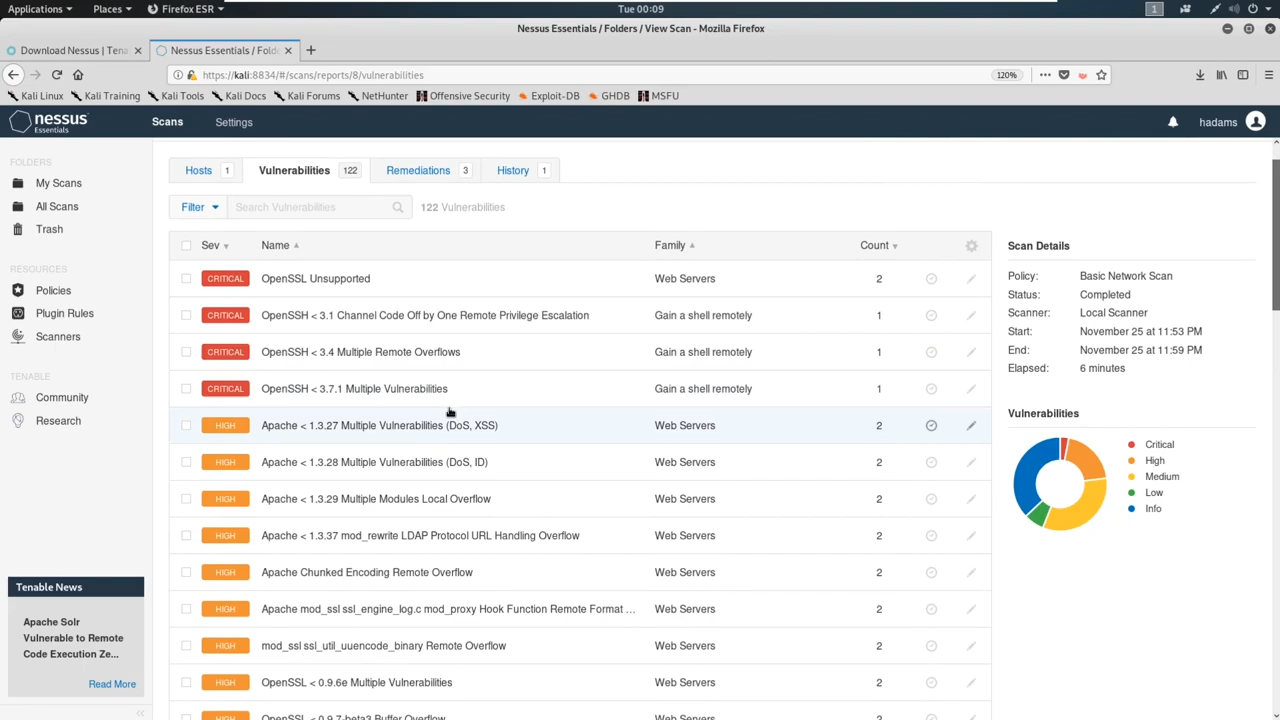 Applications
Places
Firefox ESR
Tue 00:09
1
Nessus Essentials / Folders / View Scan - Mozilla Firefox
Download Nessus | Tena
Nessus Essentials / Fold
https://kali:8834/#/scans/reports/8/vulnerabilities
120%
Kali Linux
Kali Training
Kali Tools
Kali Docs
Kali Forums
NetHunter
Offensive Security
Exploit-DB
GHDB
MSFU
nessus
Essentials
Scans
Settings
hadams
FOLDERS
My Scans
All Scans
Trash
RESOURCES
Policies
Plugin Rules
Scanners
TENABLE
Community
Research
Tenable News
Apache Solr
Vulnerable to Remote
Code Execution Ze...
Read More
Hosts 1
Vulnerabilities 122
Remediations 3
History 1
Filter
Search Vulnerabilities
122 Vulnerabilities
Sev Name Family Count
CRITICAL OpenSSL Unsupported Web Servers 2
CRITICAL OpenSSH < 3.1 Channel Code Off by One Remote Privilege Escalation Gain a shell remotely 1
CRITICAL OpenSSH < 3.4 Multiple Remote Overflows Gain a shell remotely 1
CRITICAL OpenSSH < 3.7.1 Multiple Vulnerabilities Gain a shell remotely 1
HIGH Apache < 1.3.27 Multiple Vulnerabilities (DoS, XSS) Web Servers 2
HIGH Apache < 1.3.28 Multiple Vulnerabilities (DoS, ID) Web Servers 2
HIGH Apache < 1.3.29 Multiple Modules Local Overflow Web Servers 2
HIGH Apache < 1.3.37 mod_rewrite LDAP Protocol URL Handling Overflow Web Servers 2
HIGH Apache Chunked Encoding Remote Overflow Web Servers 2
HIGH Apache mod_ssl ssl_engine_log.c mod_proxy Hook Function Remote Format ... Web Servers 2
HIGH mod_ssl ssl_util_uuencode_binary Remote Overflow Web Servers 2
HIGH OpenSSL < 0.9.6e Multiple Vulnerabilities Web Servers 2
OpenSSL < 0.9.7-beta3 Buffer Overflow
Scan Details
Policy: Basic Network Scan
Status: Completed
Scanner: Local Scanner
Start: November 25 at 11:53 PM
End: November 25 at 11:59 PM
Elapsed: 6 minutes
Vulnerabilities
Critical
High
Medium
Low
Info